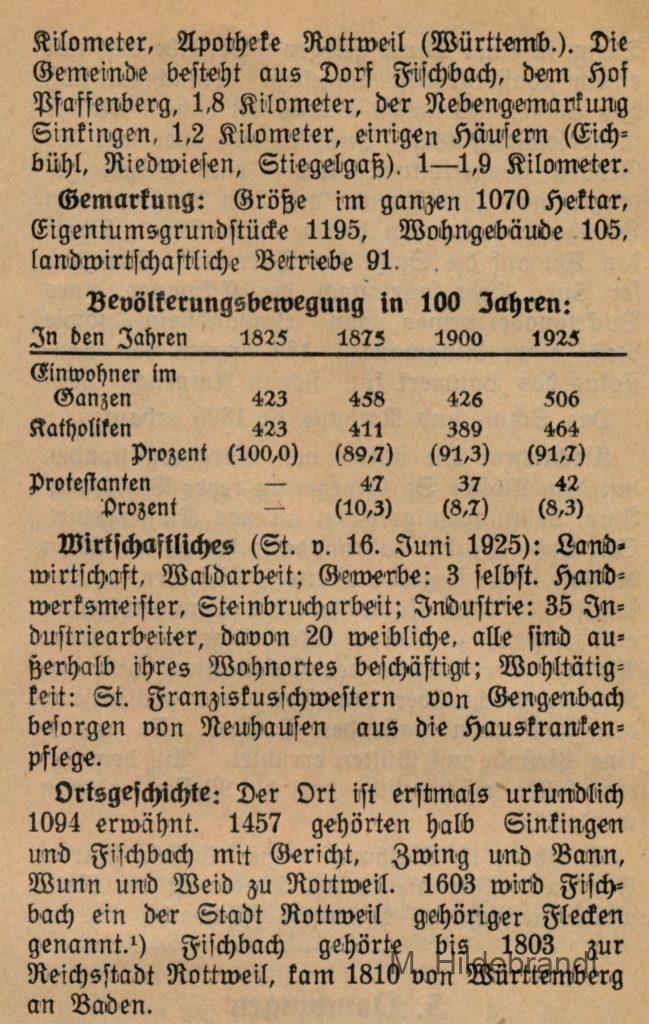 Kilometer, Apotheke Rottweil (Württemb.). Die
Gemeinde besteht aus Dorf Fischbach, dem Hof
Pfaffenberg, 1,8 Kilometer, der Nebengemarkung
Sinkingen, 1,2 Kilometer, einigen Häusern (Eich-
bühl, Riedwiesen, Stiegelgaß). 1—1,9 Kilometer.
Gemarkung: Größe im ganzen 1070 Hektar,
Eigentumsgrundstücke 1195, Wohngebäude 105,
landwirtschaftliche Betriebe 91.
Bevölkerungsbewegung in 100 Jahren:
In den Jahren 1825 1875 1900 1925
Einwohner im
Ganzen 423 458 426 506
Katholiken 423 411 389 464
Prozent (100,0) (89,7) (91,3) (91,7)
Protestanten — 47 37 42
Prozent — (10,3) (8,7) (8,3)
Wirtschaftliches (St. v. 16. Juni 1925): Land-
wirtschaft, Waldarbeit; Gewerbe: 3 selbst. Hand-
werksmeister, Steinbrucharbeit; Industrie: 35 In-
dustriearbeiter, davon 20 weibliche, alle sind au-
ßerhalb ihres Wohnortes beschäftigt; Wohltätig-
keit: St. Franziskusschwestern von Gengenbach
besorgen von Neuhausen aus die Hauskranken-
pflege.
Ortsgeschichte: Der Ort ist erstmals urkundlich
1094 erwähnt. 1457 gehörten halb Sinkingen
und Fischbach mit Gericht, Zwing und Bann,
Wunn und Weid zu Rottweil. 1603 wird Fisch-
bach ein der Stadt Rottweil gehöriger Flecken
genannt.¹) Fischbach gehörte bis 1803 zur
Reichsstadt Rottweil, kam 1810 von Württemberg
an Baden.
M. Hildebrandt